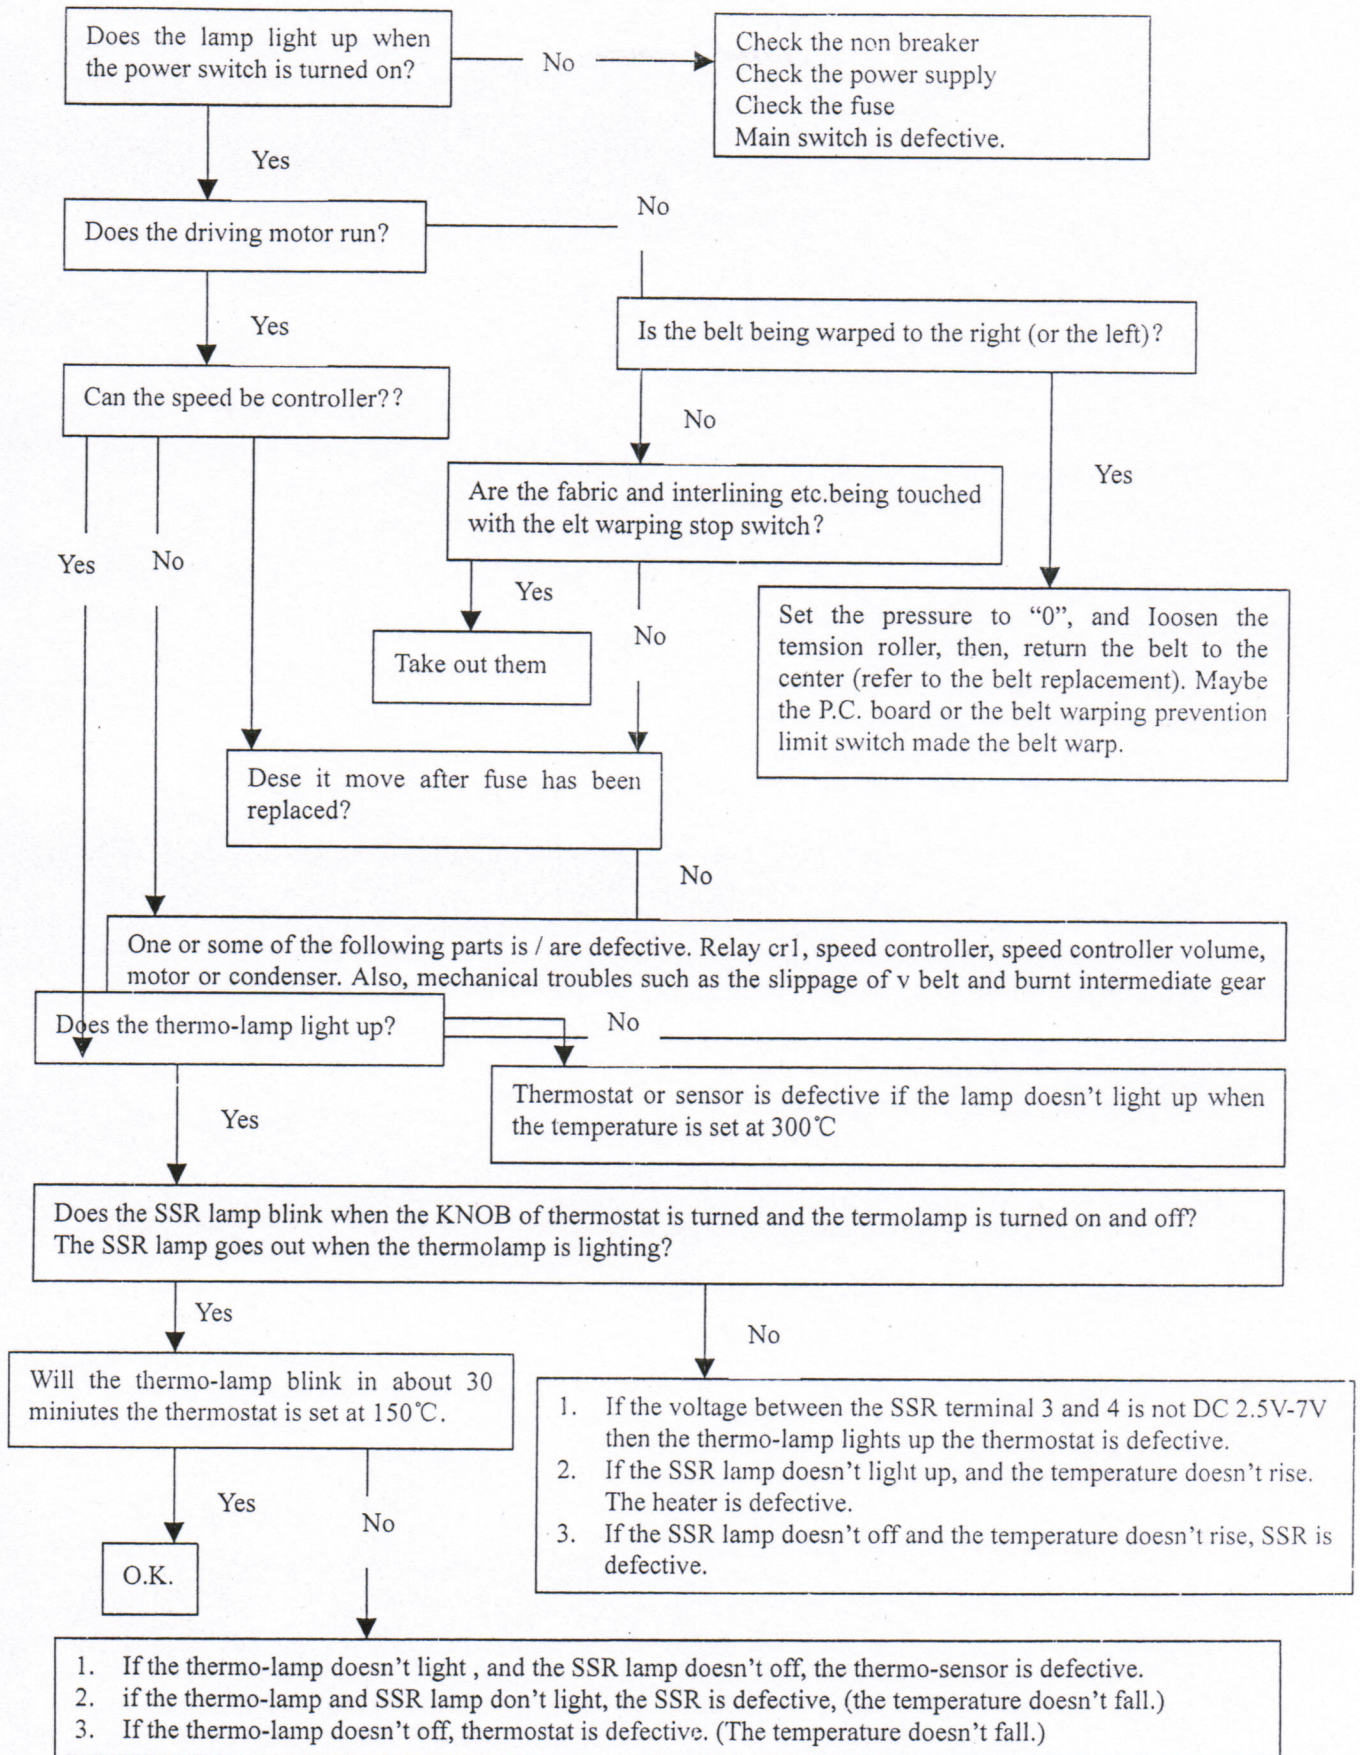 Does the lamp light up when
the power switch is turned on?
No
Check the non breaker
Check the power supply
Check the fuse
Main switch is defective.
Yes
Does the driving motor run?
No
Yes
Is the belt being warped to the right (or the left)?
Can the speed be controller??
No
Yes
Are the fabric and interlining etc.being touched
with the elt warping stop switch?
Yes
No
Yes
No
Take out them
Set the pressure to “0”, and loosen the
temsion roller, then, return the belt to the
center (refer to the belt replacement). Maybe
the P.C. board or the belt warping prevention
limit switch made the belt warp.
Dese it move after fuse has been
replaced?
No
One or some of the following parts is / are defective. Relay cr1, speed controller, speed controller volume,
motor or condenser. Also, mechanical troubles such as the slippage of v belt and burnt intermediate gear
Does the thermo-lamp light up?
No
Thermostat or sensor is defective if the lamp doesn't light up when
the temperature is set at 300℃
Yes
Does the SSR lamp blink when the KNOB of thermostat is turned and the termolamp is turned on and off?
The SSR lamp goes out when the thermolamp is lighting?
Yes
No
Will the thermo-lamp blink in about 30
miniutes the thermostat is set at 150℃.
1. If the voltage between the SSR terminal 3 and 4 is not DC 2.5V-7V
then the thermo-lamp lights up the thermostat is defective.
2. If the SSR lamp doesn't light up, and the temperature doesn't rise.
The heater is defective.
3. If the SSR lamp doesn't off and the temperature doesn't rise, SSR is
defective.
Yes
No
O.K.
1. If the thermo-lamp doesn't light , and the SSR lamp doesn't off, the thermo-sensor is defective.
2. if the thermo-lamp and SSR lamp don't light, the SSR is defective, (the temperature doesn't fall.)
3. If the thermo-lamp doesn't off, thermostat is defective. (The temperature doesn't fall.)